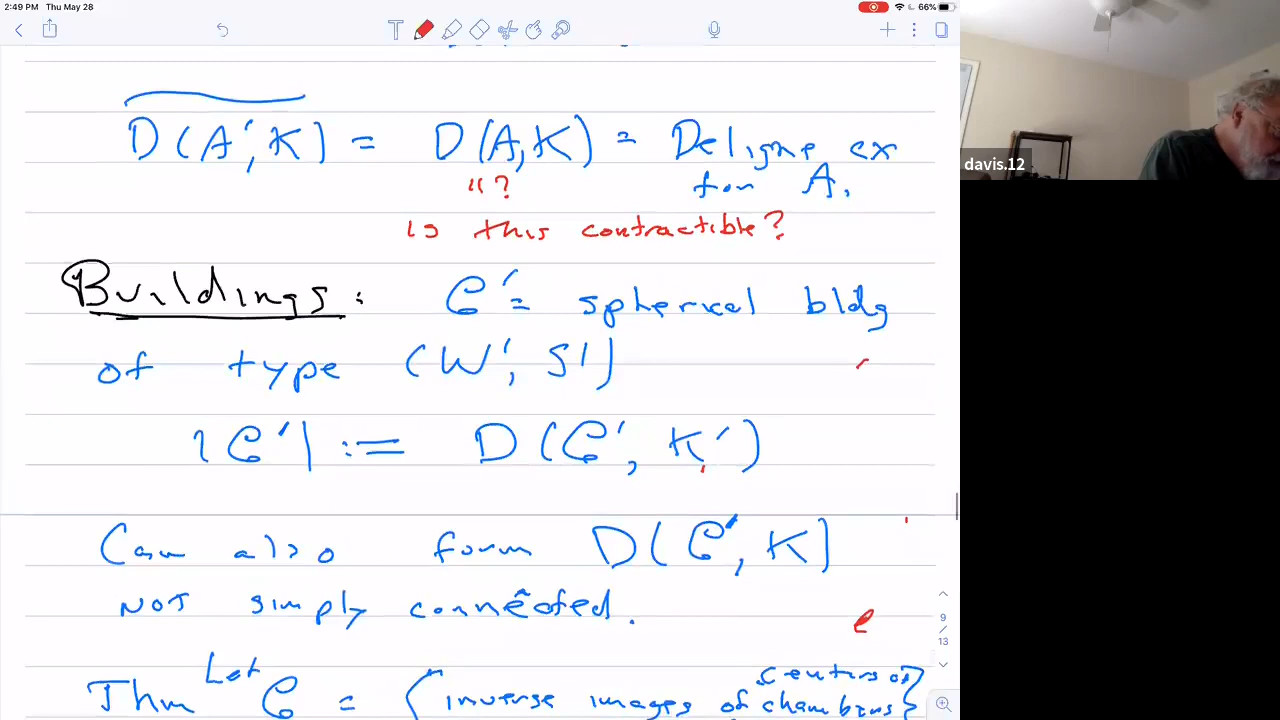 2:49 PM Thu May 28
66%
davis.12
D(A', K) = D(A, K) = Deligne cx
"? for A.
is this contractible?
Buildings: C' = spherical bldg
of type (W', S')
|C'| := D(C', K')
Can also form D(C', K)
NOT simply connected.
9
/
13
Thm Let C = { inverse images of centers of chambers }